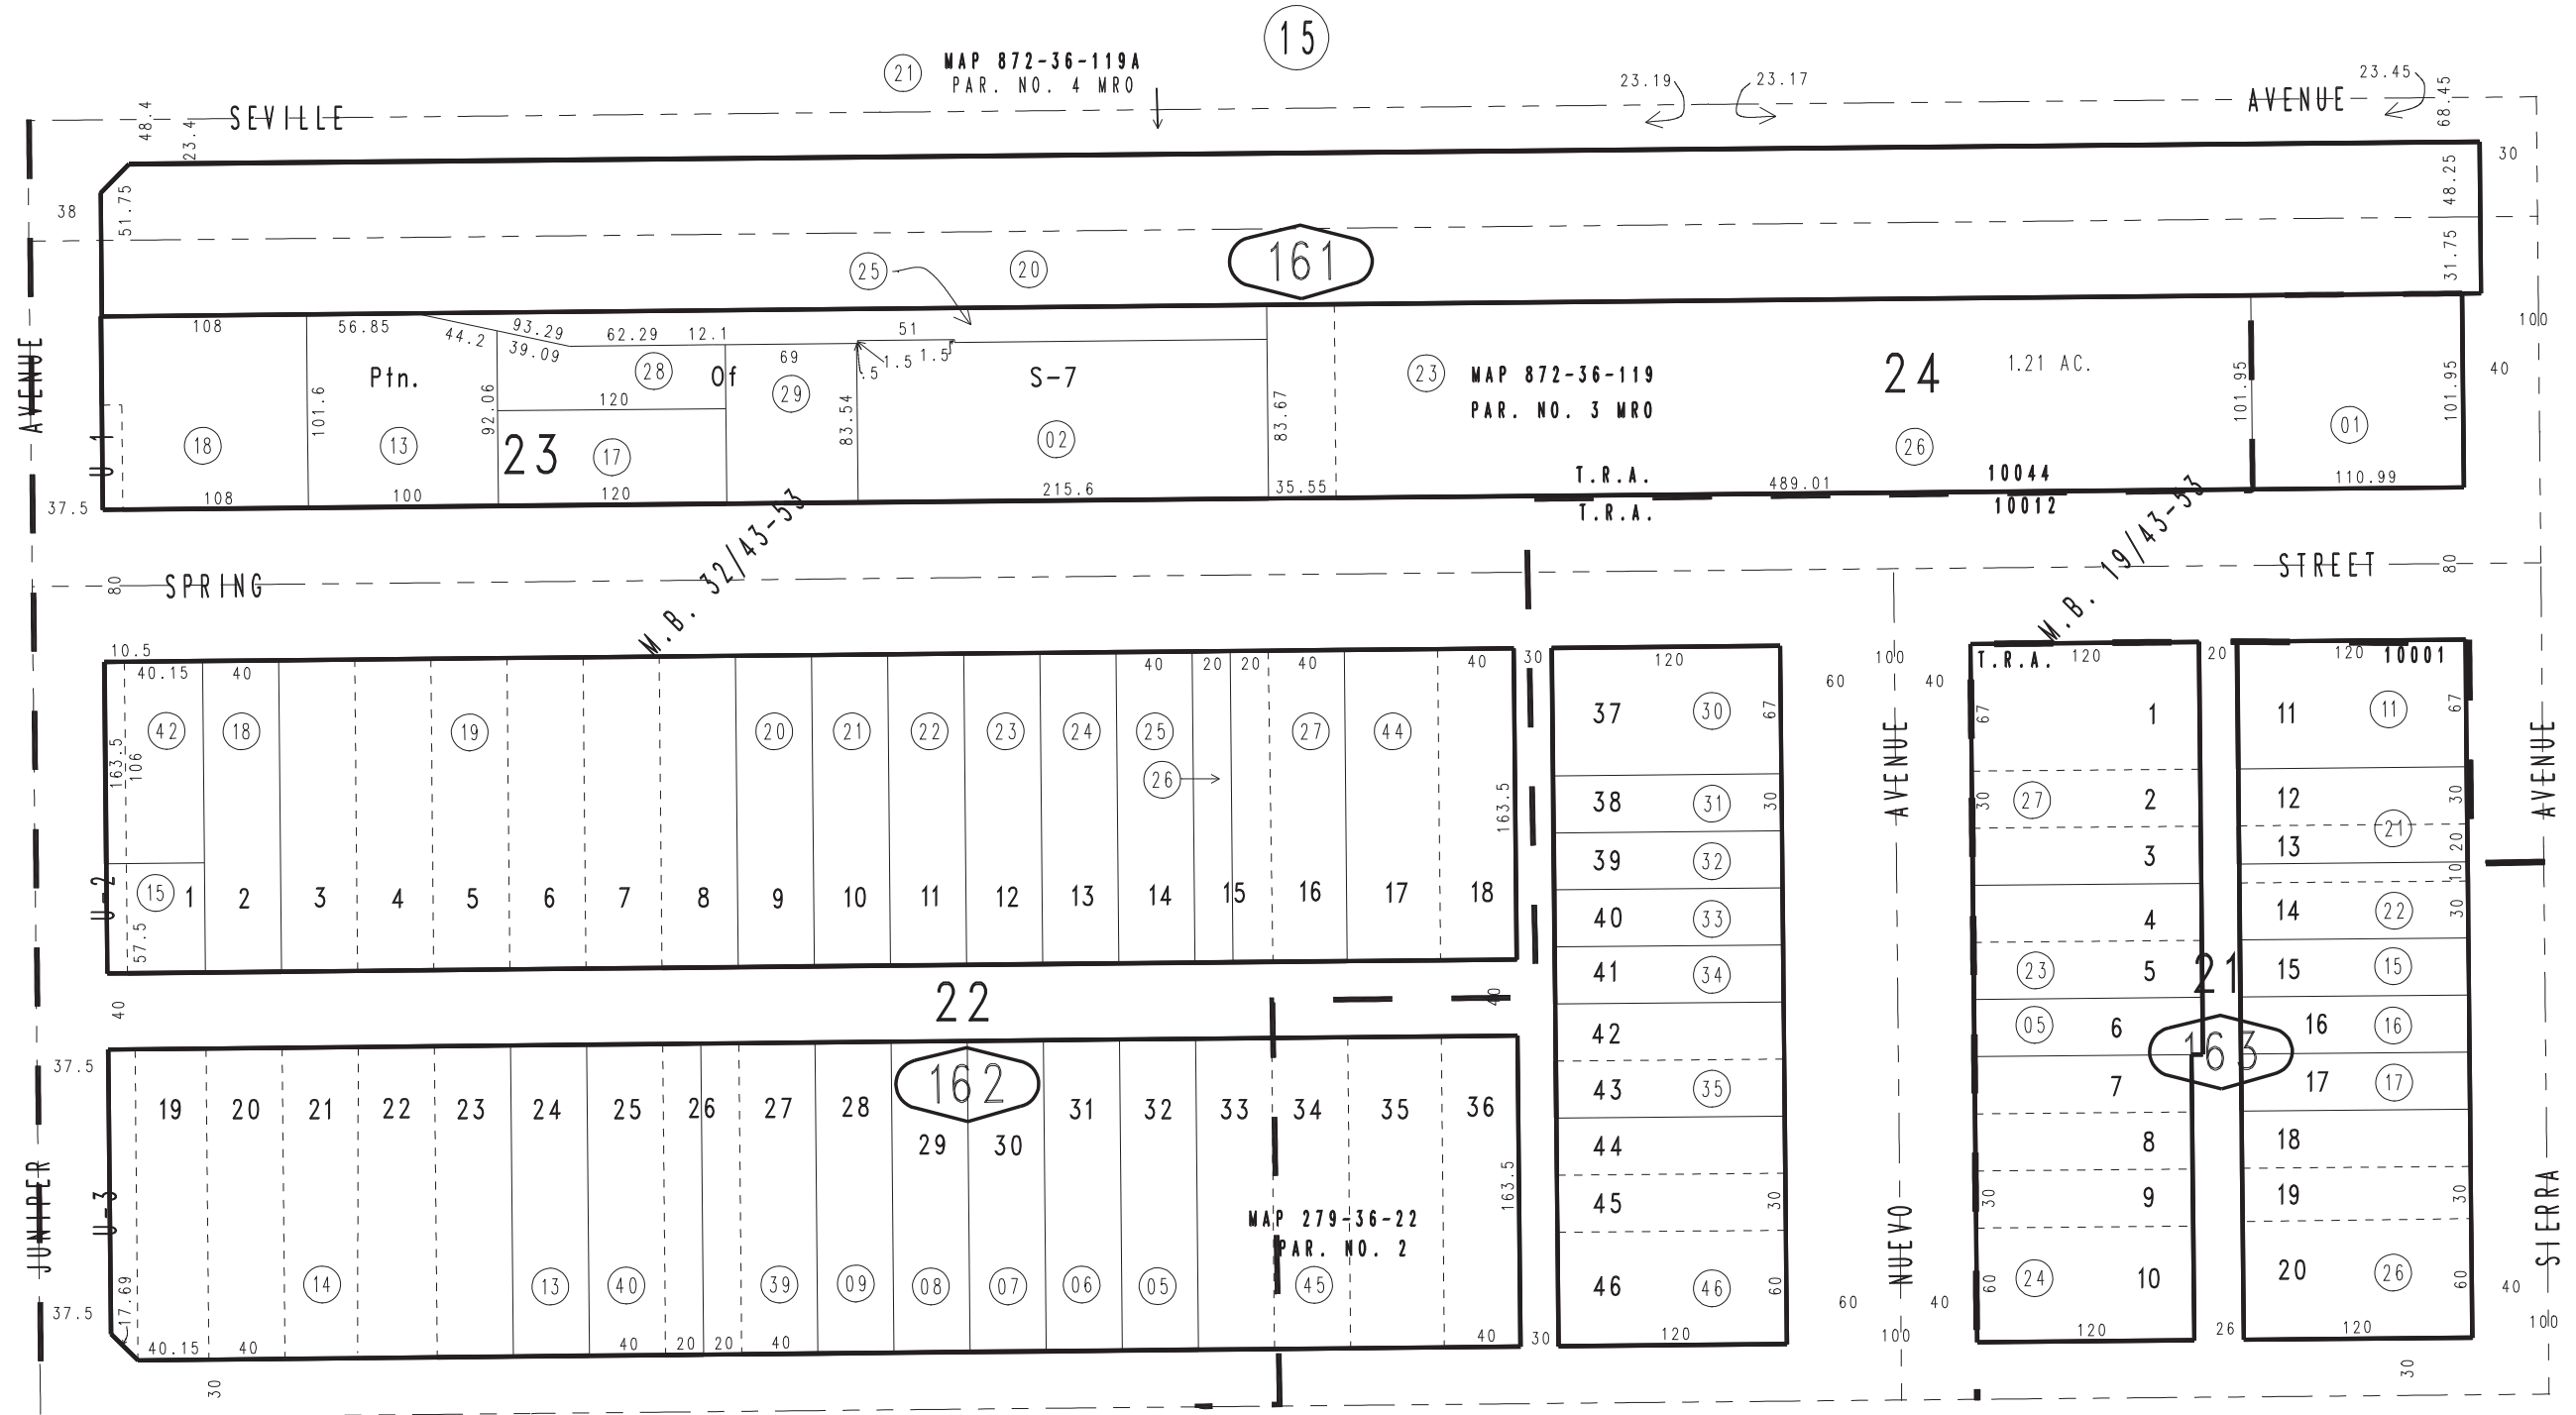 15
21 MAP 872-36-119A
PAR. NO. 4 MRO
23.19 23.17 23.45
48.4 SEVILLE AVENUE 68.45
23.4
38 51.75 48.25 30
161
25 20 31.75
108 56.85 44.2 93.29 39.09 62.29 12.1 51 100
69 1.5 1.5 .5
Ptn. 28 Of 29 S-7 23 MAP 872-36-119 24 1.21 AC. 40
PAR. NO. 3 MRO
101.6 92.06 120 83.54 83.67 101.95 101.95
AVENUE
U 1
18 13 23 17 02 26 01
T.R.A. 10044
37.5 108 100 120 215.6 35.55 489.01 110.99
T.R.A. 10012
M.B. 32/43-53
M.B. 19/43-53
80 SPRING STREET 80
10.5
40.15 40 40 20 20 40 40 30 120 100 T.R.A. 120 20 120 10001
60 40
42 18 19 20 21 22 23 24 25 27 44
26
163.5 106 163.5
37 30 67
67 1 11 11 67
AVENUE AVENUE
38 31 30
30 27 2 12 30
21
39 32 3 13 20
10
U-2
15 1 2 3 4 5 6 7 8 9 10 11 12 13 14 15 16 17 18
57.5
40 33 4 14 22 30
41 34 23 5 21 15 15
40 22 40
42 05 6 16 16
163
37.5 162
43 35 7 17 17
19 20 21 22 23 24 25 26 27 28 31 32 33 34 35 36
29 30
44 8 18
JUNIPER U-3 163.5
45 30 30 9 19 30
MAP 279-36-22
PAR. NO. 2
NUEVO SIERRA
14 13 40 39 09 08 07 06 05 45
46 46 60 60 24 10 20 26 60
37.5 17.69 60 40 40
40.15 40 40 20 20 40 40 30 120 100 120 26 120 100
30 30